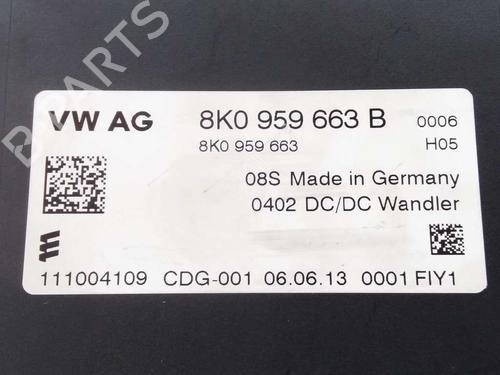 VW AG 8K0 959 663 B 0006
8K0 959 663 H05
08S Made in Germany
0402 DC/DC Wandler
111004109 CDG-001 06.06.13 0001 FIY1
B-PARTS